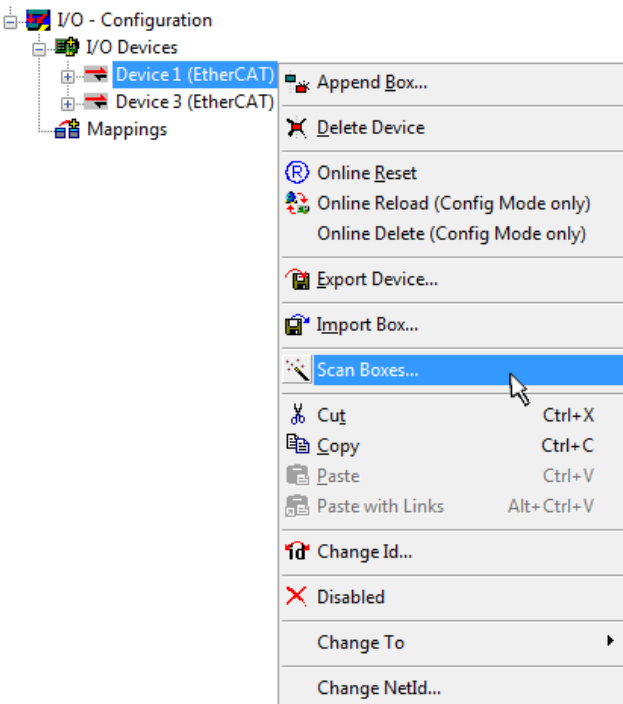 I/O - Configuration
I/O Devices
Device 1 (EtherCAT)
Device 3 (EtherCAT)
Mappings
Append Box...
Delete Device
Online Reset
Online Reload (Config Mode only)
Online Delete (Config Mode only)
Export Device...
Import Box...
Scan Boxes...
Cut Ctrl+X
Copy Ctrl+C
Paste Ctrl+V
Paste with Links Alt+Ctrl+V
Change Id...
Disabled
Change To
Change NetId...